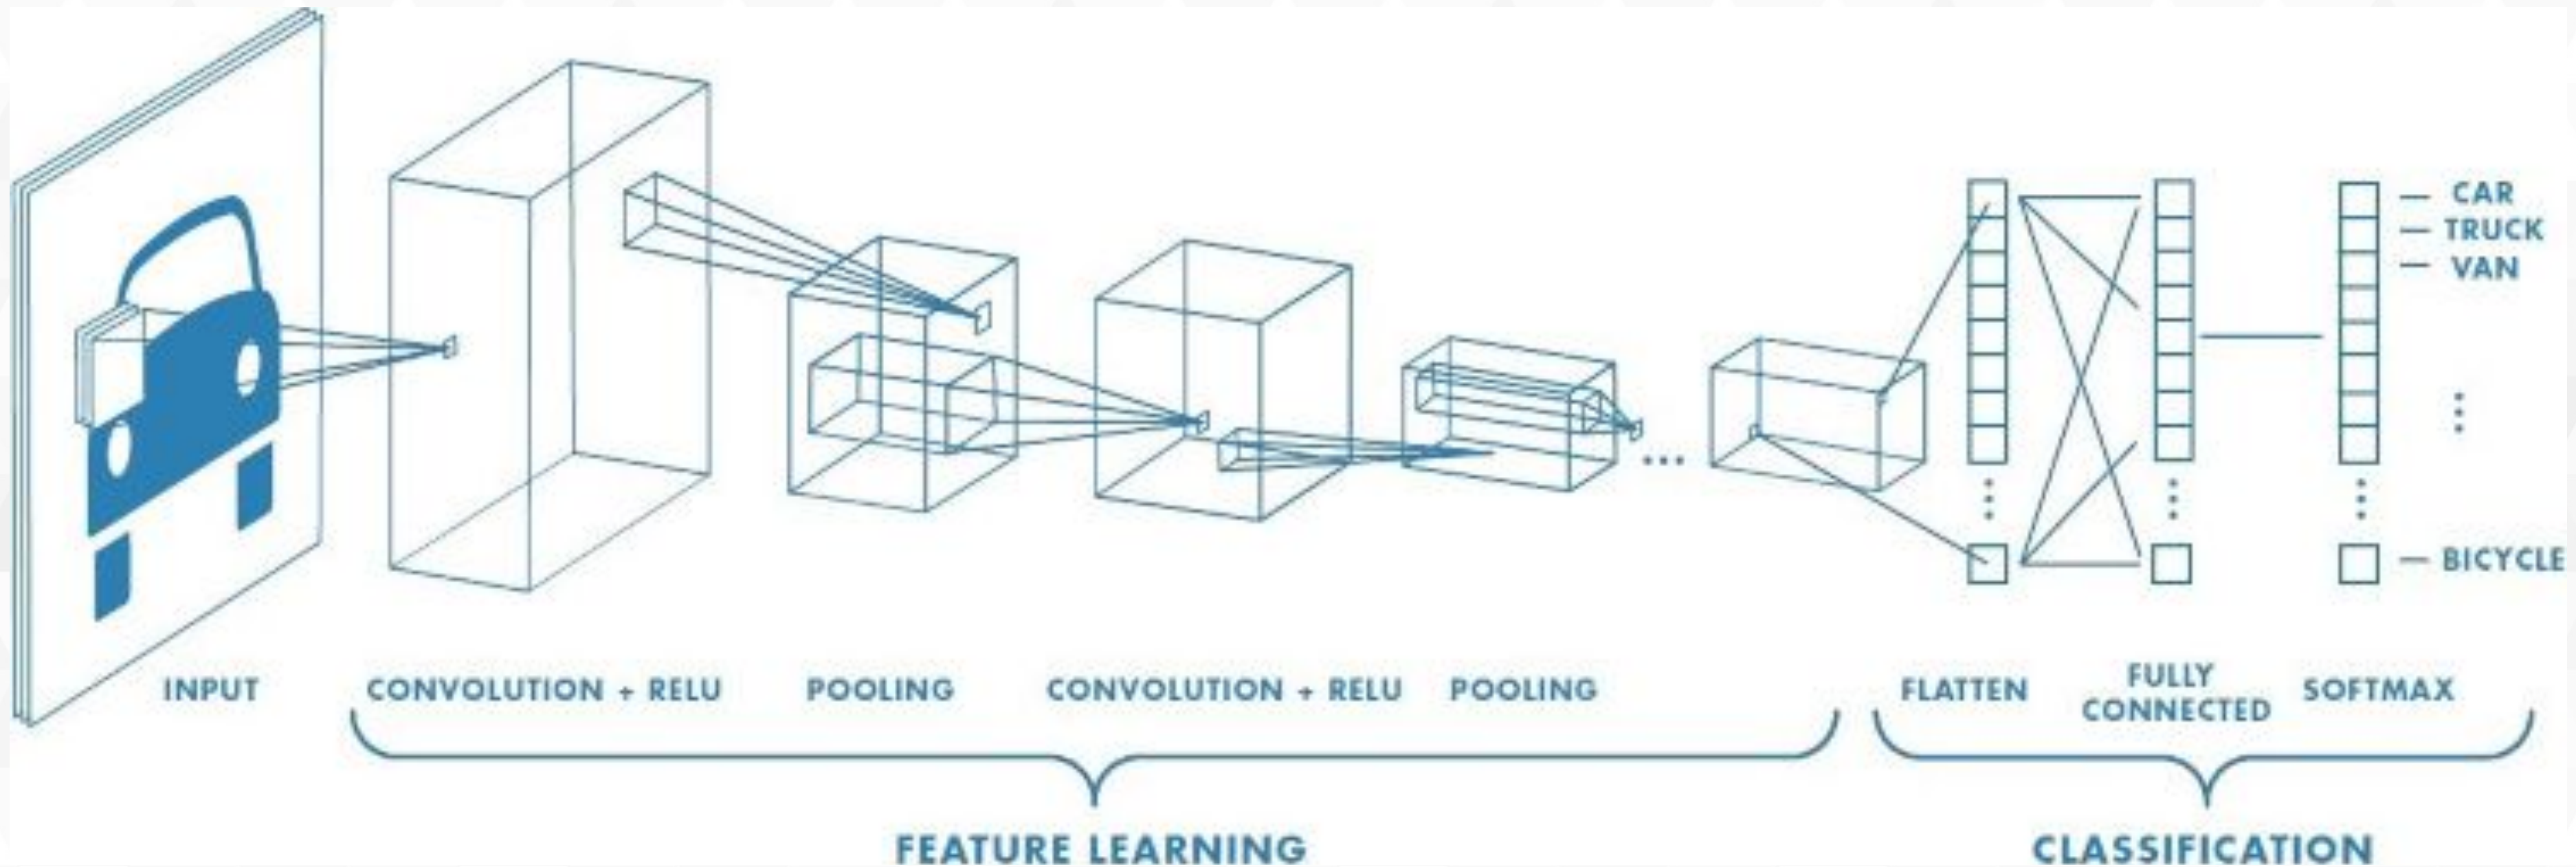 CAR
TRUCK
VAN
BICYCLE
INPUT
CONVOLUTION + RELU
POOLING
CONVOLUTION + RELU
POOLING
FLATTEN
FULLY
CONNECTED
SOFTMAX
FEATURE LEARNING
CLASSIFICATION